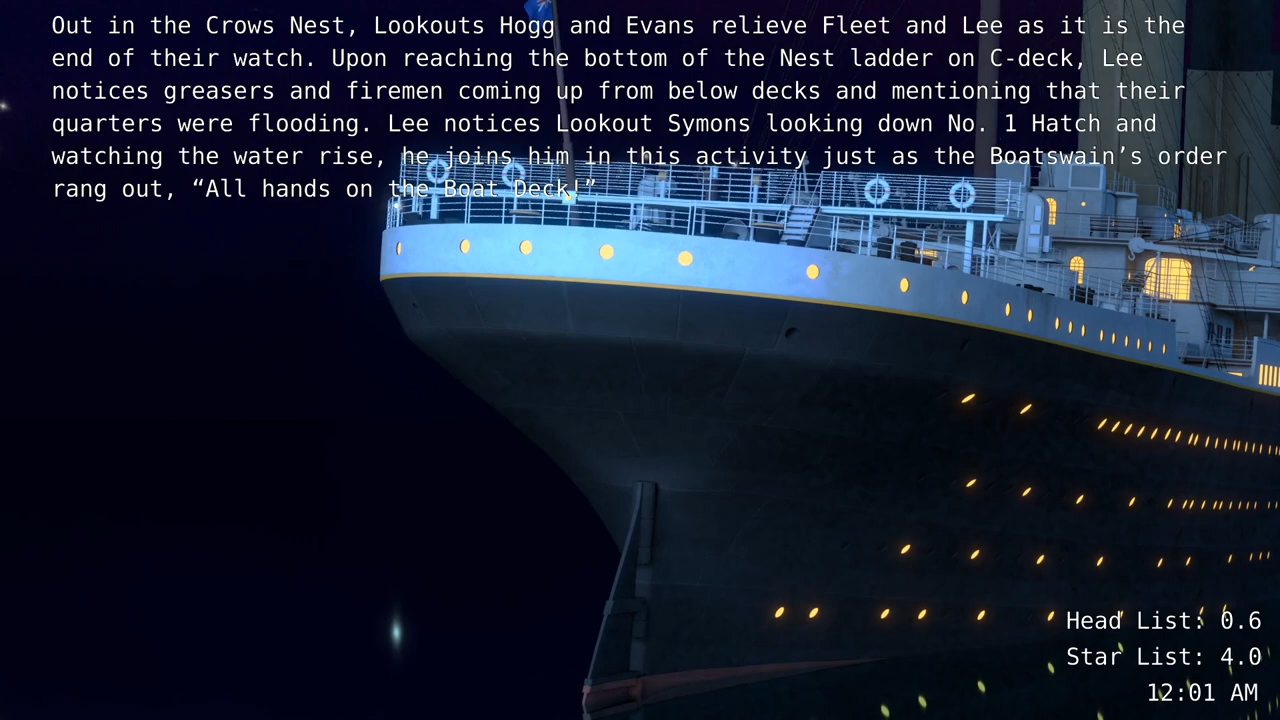 Out in the Crows Nest, Lookouts Hogg and Evans relieve Fleet and Lee as it is the
end of their watch. Upon reaching the bottom of the Nest ladder on C-deck, Lee
notices greasers and firemen coming up from below decks and mentioning that their
quarters were flooding. Lee notices Lookout Symons looking down No. 1 Hatch and
watching the water rise, he joins him in this activity just as the Boatswain’s order
rang out, “All hands on the Boat Deck!”
Head List: 0.6
Star List: 4.0
12:01 AM